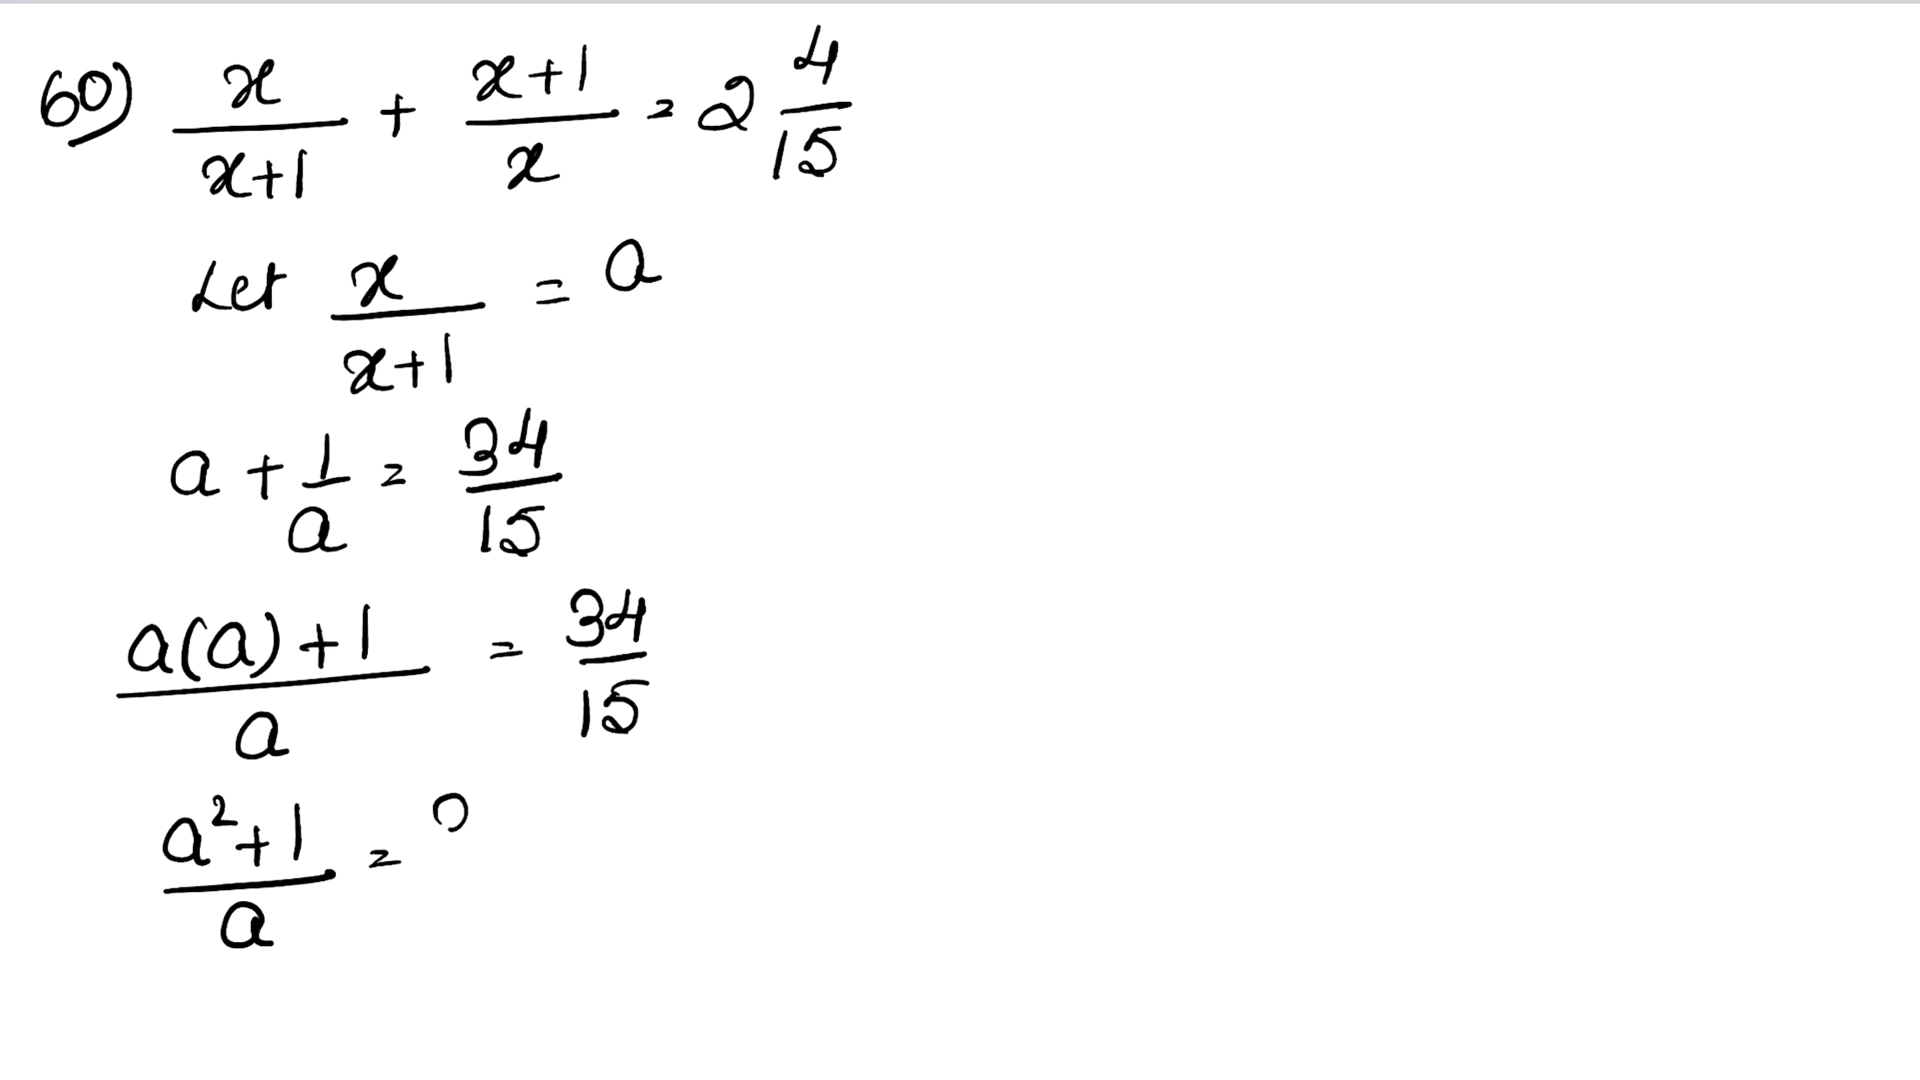 60) x/(x+1) + (x+1)/x = 2 4/15
Let x/(x+1) = a
a + 1/a = 34/15
(a(a)+1)/a = 34/15
(a²+1)/a =